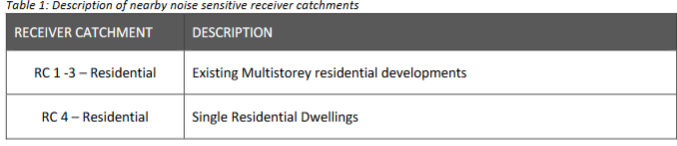 Table 1: Description of nearby noise sensitive receiver catchments
RECEIVER CATCHMENT DESCRIPTION
RC 1 -3 – Residential Existing Multistorey residential developments
RC 4 – Residential Single Residential Dwellings